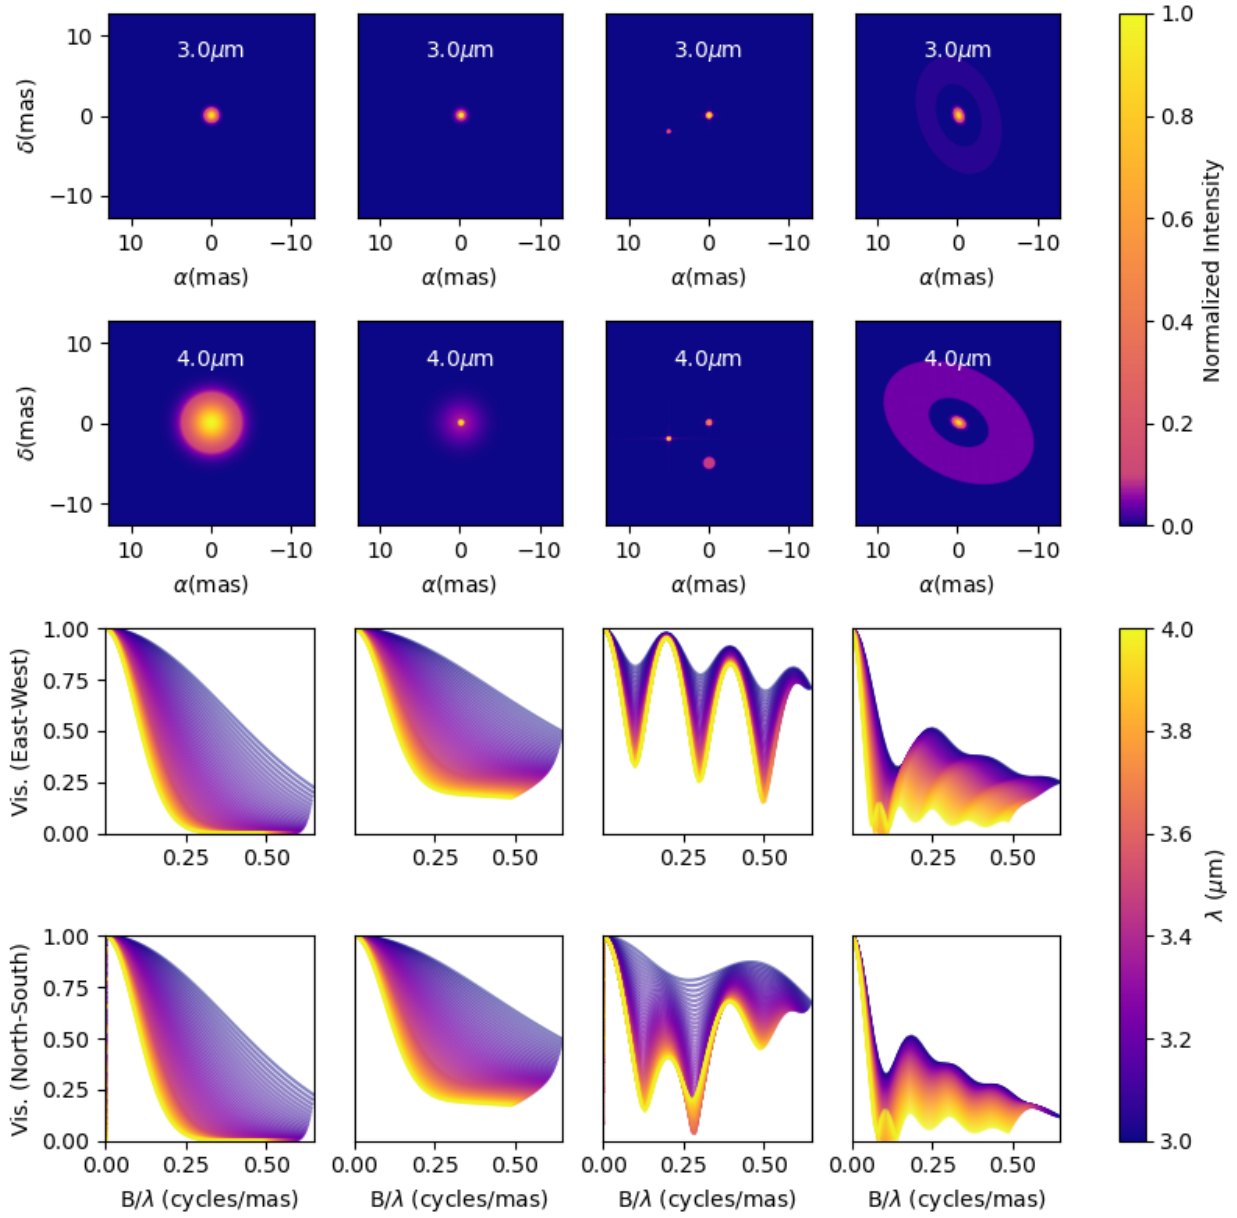 3.0μm 3.0μm 3.0μm 3.0μm
10
0
−10
δ(mas)
10 0 −10 10 0 −10 10 0 −10 10 0 −10
α(mas) α(mas) α(mas) α(mas)
4.0μm 4.0μm 4.0μm 4.0μm
10
0
−10
δ(mas)
10 0 −10 10 0 −10 10 0 −10 10 0 −10
α(mas) α(mas) α(mas) α(mas)
1.0
0.8
0.6
0.4
0.2
0.0
Normalized Intensity
1.00
0.75
0.50
0.25
0.00
Vis. (East-West)
0.25 0.50 0.25 0.50 0.25 0.50 0.25 0.50
1.00
0.75
0.50
0.25
0.00
Vis. (North-South)
0.00 0.25 0.50 0.00 0.25 0.50 0.00 0.25 0.50 0.00 0.25 0.50
B/λ (cycles/mas) B/λ (cycles/mas) B/λ (cycles/mas) B/λ (cycles/mas)
4.0
3.8
3.6
3.4
3.2
3.0
λ (μm)